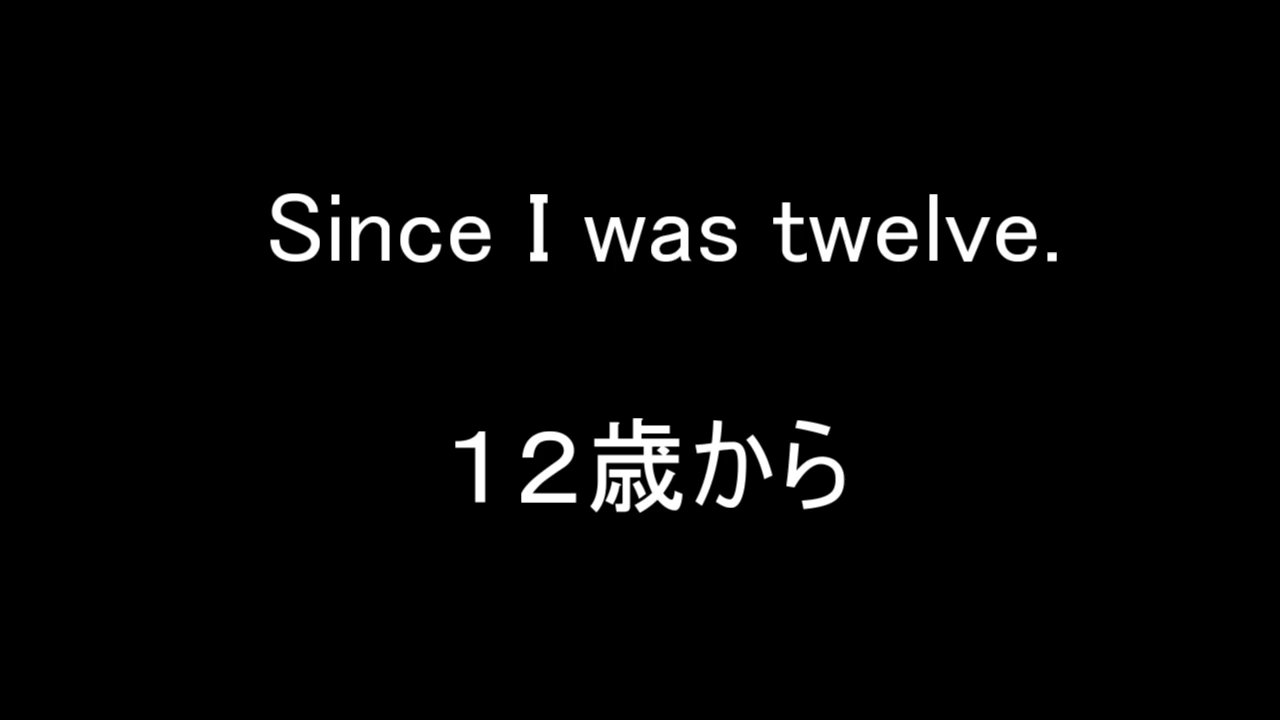 Since I was twelve.
１２歳から